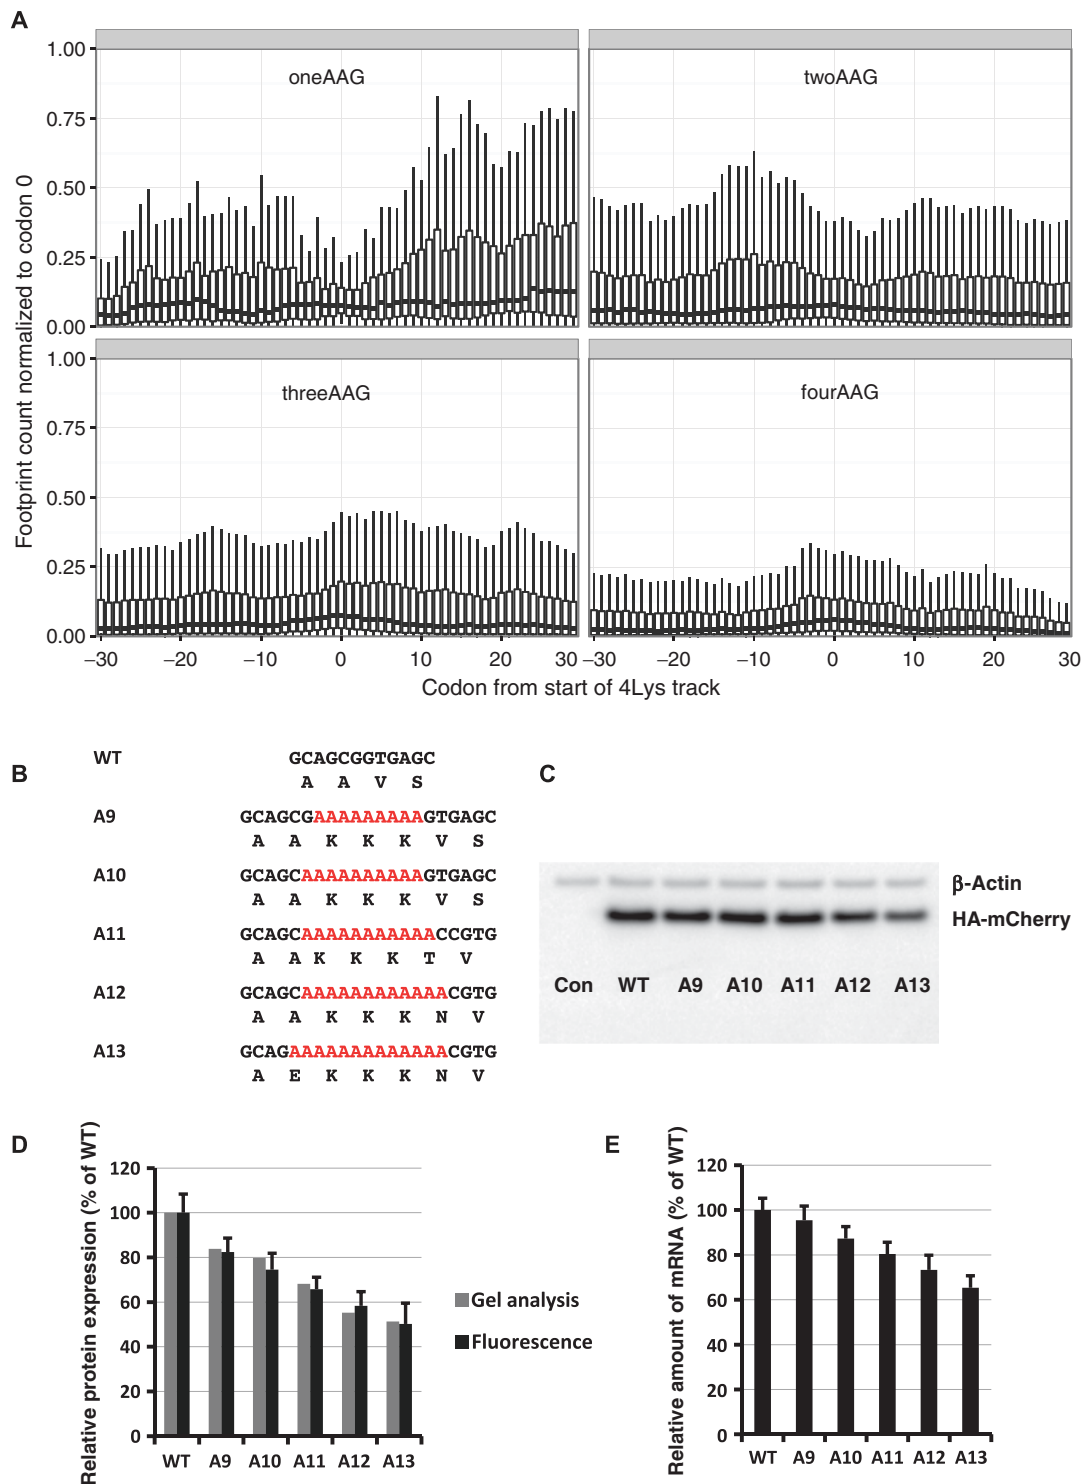 A
oneAAG
twoAAG
threeAAG
fourAAG
1.00
0.75
0.50
0.25
0.00
1.00
0.75
0.50
0.25
0.00
Footprint count normalized to codon 0
−30 −20 −10 0 10 20 30
−30 −20 −10 0 10 20 30
Codon from start of 4Lys track
B
WT GCAGCGGTGAGC
A A V S
A9 GCAGCGAAAAAAAAAGTGAGC
A A K K K V S
A10 GCAGCAAAAAAAAAAGTGAGC
A A K K K V S
A11 GCAGCAAAAAAAAAAACCGTG
A A K K K T V
A12 GCAGCAAAAAAAAAAAACGTG
A A K K K N V
A13 GCAGAAAAAAAAAAAAACGTG
A E K K K N V
C
β-Actin
HA-mCherry
Con WT A9 A10 A11 A12 A13
D
Relative protein expression (% of WT)
120
100
80
60
40
20
0
WT A9 A10 A11 A12 A13
Gel analysis
Fluorescence
E
Relative amount of mRNA (% of WT)
120
100
80
60
40
20
0
WT A9 A10 A11 A12 A13